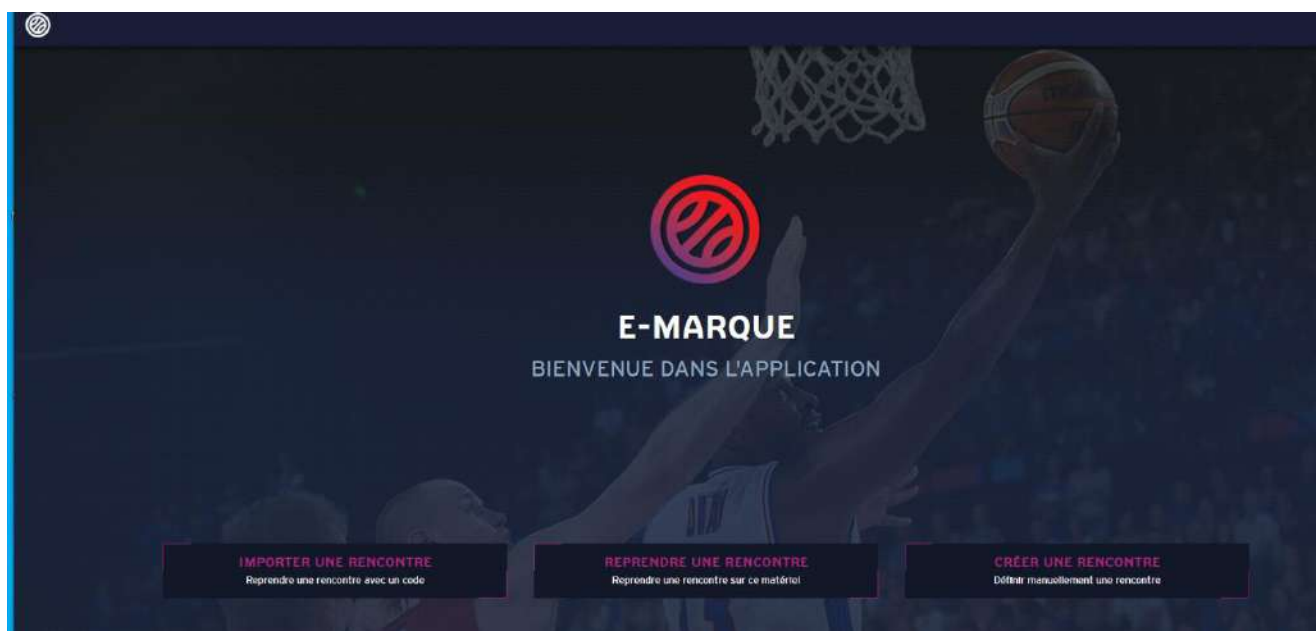 E-MARQUE
BIENVENUE DANS L'APPLICATION
IMPORTER UNE RENCONTRE
Reprendre une rencontre avec un code
REPRENDRE UNE RENCONTRE
Reprendre une rencontre sur ce matériel
CRÉER UNE RENCONTRE
Définir manuellement une rencontre